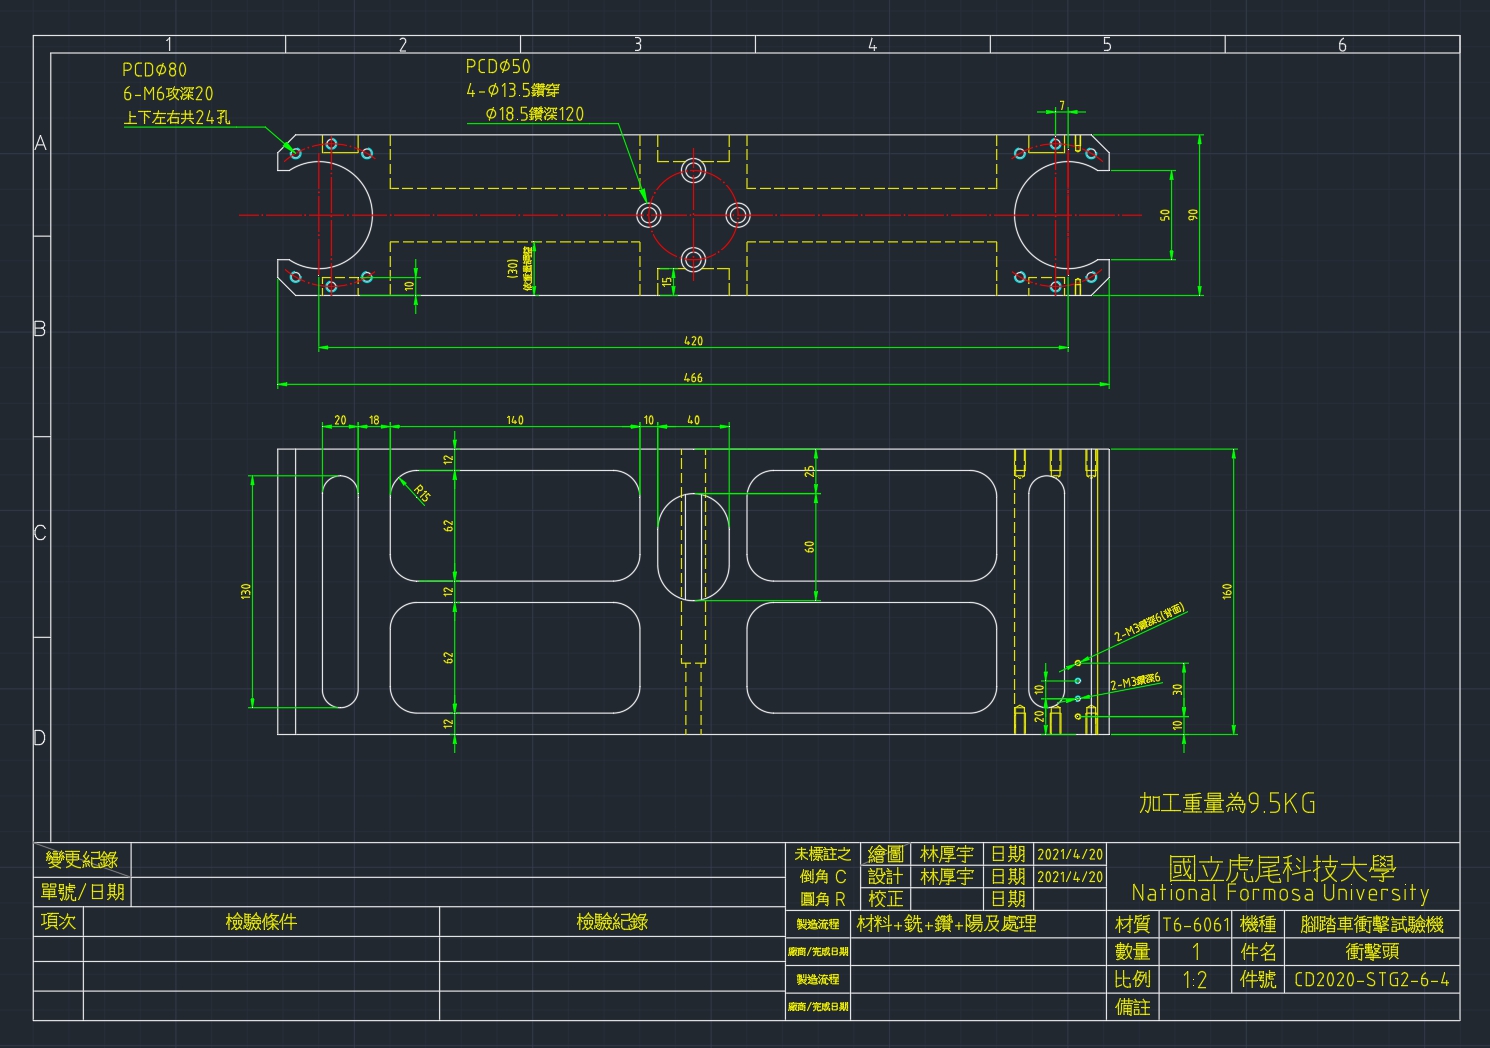 1 2 3 4 5 6
A
B
C
D
PCDØ80
6-M6攻深20
上下左右共24孔
PCDØ50
4-Ø13.5鑽穿
Ø18.5鑽深120
7
50
90
10
(30)
15
420
466
20 18 140 10 40
12
R15
62
12
62
12
130
25
60
160
2-M3鑽深6(背面)
2-M3鑽深6
10
20
30
10
加工重量為9.5KG
變更紀錄
單號/日期
項次 檢驗條件 檢驗紀錄
未標註之
倒角 C
圓角 R
繪圖 林厚宇 日期 2021/4/20
設計 林厚宇 日期 2021/4/20
校正 日期
製造流程 材料+銑+鑽+陽及處理
廠商/完成日期
製造流程
廠商/完成日期
國立虎尾科技大學
National Formosa University
材質 T6-6061 機種 腳踏車衝擊試驗機
數量 1 件名 衝擊頭
比例 1:2 件號 CD2020-STG2-6-4
備註